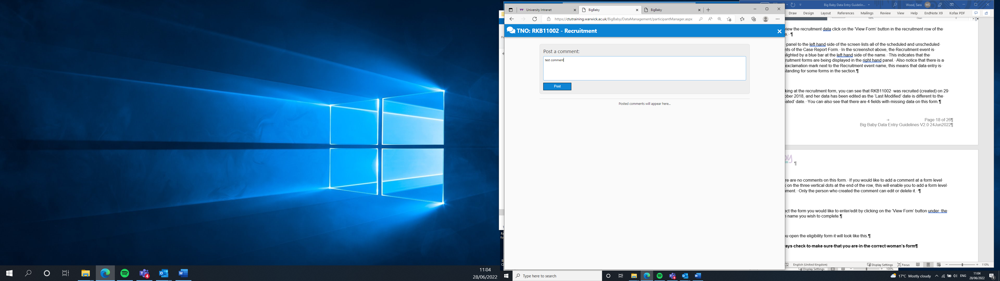 11:04
28/06/2022
University Intranet
BigBaby
BigBaby
https://ctutraining.warwick.ac.uk/BigBaby/DataManagement/participantManager.aspx
TNO: RKB11002 - Recruitment
Post a comment:
test comment
Post
Posted comments will appear here...
Big Baby Data Entry Guidelin...
Wood, Sara
WS
Draw Design Layout References Mailings Review View Help EndNote X9 Kofax PDF
100% Clean 0
view the recruitment data click on the 'View Form' button in the recruitment row of the
e. ¶
panel to the left hand side of the screen lists all of the scheduled and unscheduled
nts of the Case Report Form. In the screenshot above, the Recruitment event is
lighted by a blue bar at the left hand side of the name. This indicates that the
ruitment forms are being displayed in the right hand panel. Also notice that there is a
exclamation mark next to the Recruitment event name, this means that data entry is
standing for some forms in the section.¶
king at the recruitment form, you can see that RKB11002 was recruited (created) on 29
ober 2018, and her data has been edited as the 'Last Modified' date is different to the
eated' date. You can also see that there are 4 fields with missing data on this form.¶
→ Page 18 of 26¶
Big Baby Data Entry Guidelines V2.0 24Jun2022¶
by ¶
re are no comments on this form. If you would like to add a comment at a form level
k on the three vertical dots at the end of the row, this will enable you to add a form level
ment. Only the person who created the comment can edit or delete it. ¶
ect the form you would like to enter/edit by clicking on the 'View Form' button under the
n name you wish to complete.¶
ou open the eligibility form it will look like this.¶
ays check to make sure that you are in the correct woman's form¶
English (United Kingdom) Display Settings Focus 110%
Display Settings 100%
Type here to search
17°C Mostly cloudy ENG 11:04
28/06/2022